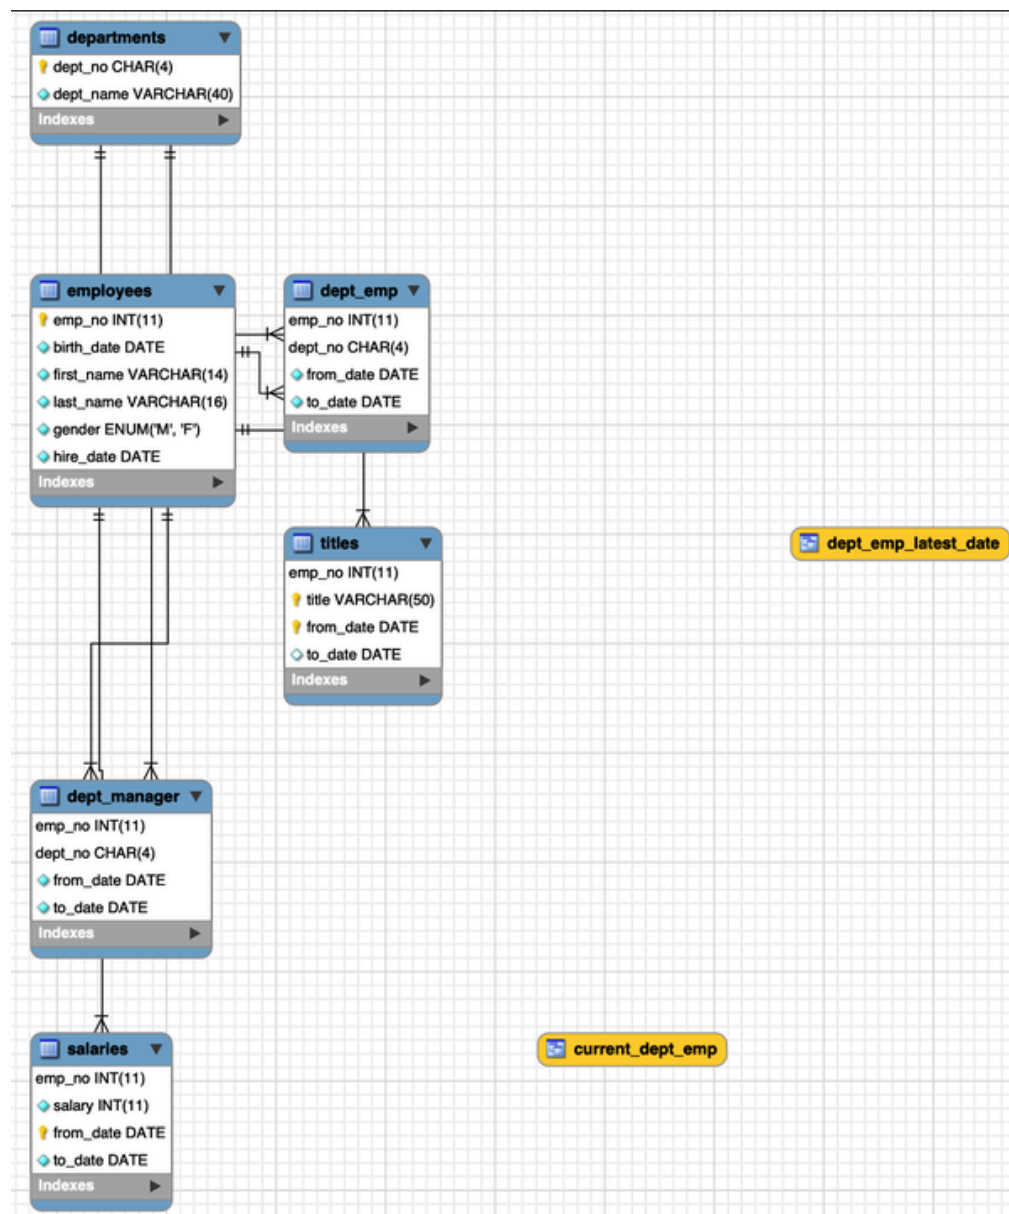 departments
dept_no CHAR(4)
dept_name VARCHAR(40)
Indexes
employees
emp_no INT(11)
birth_date DATE
first_name VARCHAR(14)
last_name VARCHAR(16)
gender ENUM('M', 'F')
hire_date DATE
Indexes
dept_emp
emp_no INT(11)
dept_no CHAR(4)
from_date DATE
to_date DATE
Indexes
titles
emp_no INT(11)
title VARCHAR(50)
from_date DATE
to_date DATE
Indexes
dept_emp_latest_date
dept_manager
emp_no INT(11)
dept_no CHAR(4)
from_date DATE
to_date DATE
Indexes
salaries
emp_no INT(11)
salary INT(11)
from_date DATE
to_date DATE
Indexes
current_dept_emp